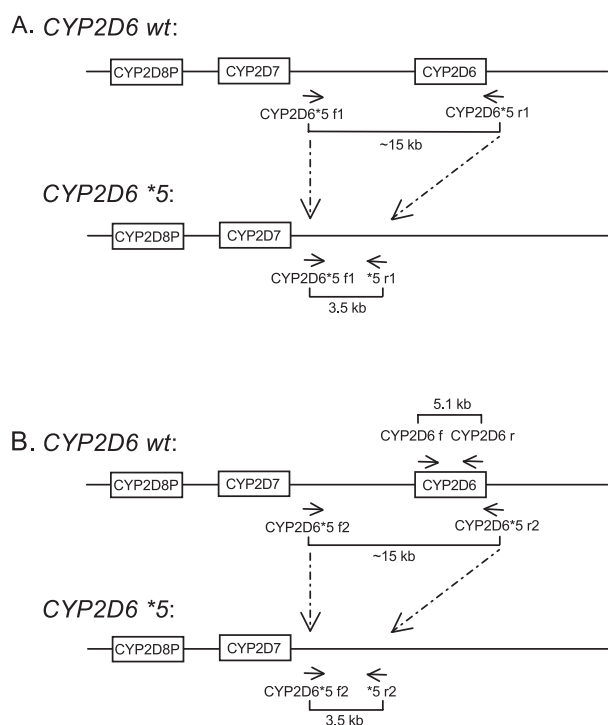 A. CYP2D6 wt:
CYP2D8P CYP2D7 CYP2D6
CYP2D6*5 f1 CYP2D6*5 r1
~15 kb
CYP2D6 *5:
CYP2D8P CYP2D7
CYP2D6*5 f1 *5 r1
3.5 kb
5.1 kb
B. CYP2D6 wt:
CYP2D6 f CYP2D6 r
CYP2D8P CYP2D7 CYP2D6
CYP2D6*5 f2 CYP2D6*5 r2
~15 kb
CYP2D6 *5:
CYP2D8P CYP2D7
CYP2D6*5 f2 *5 r2
3.5 kb